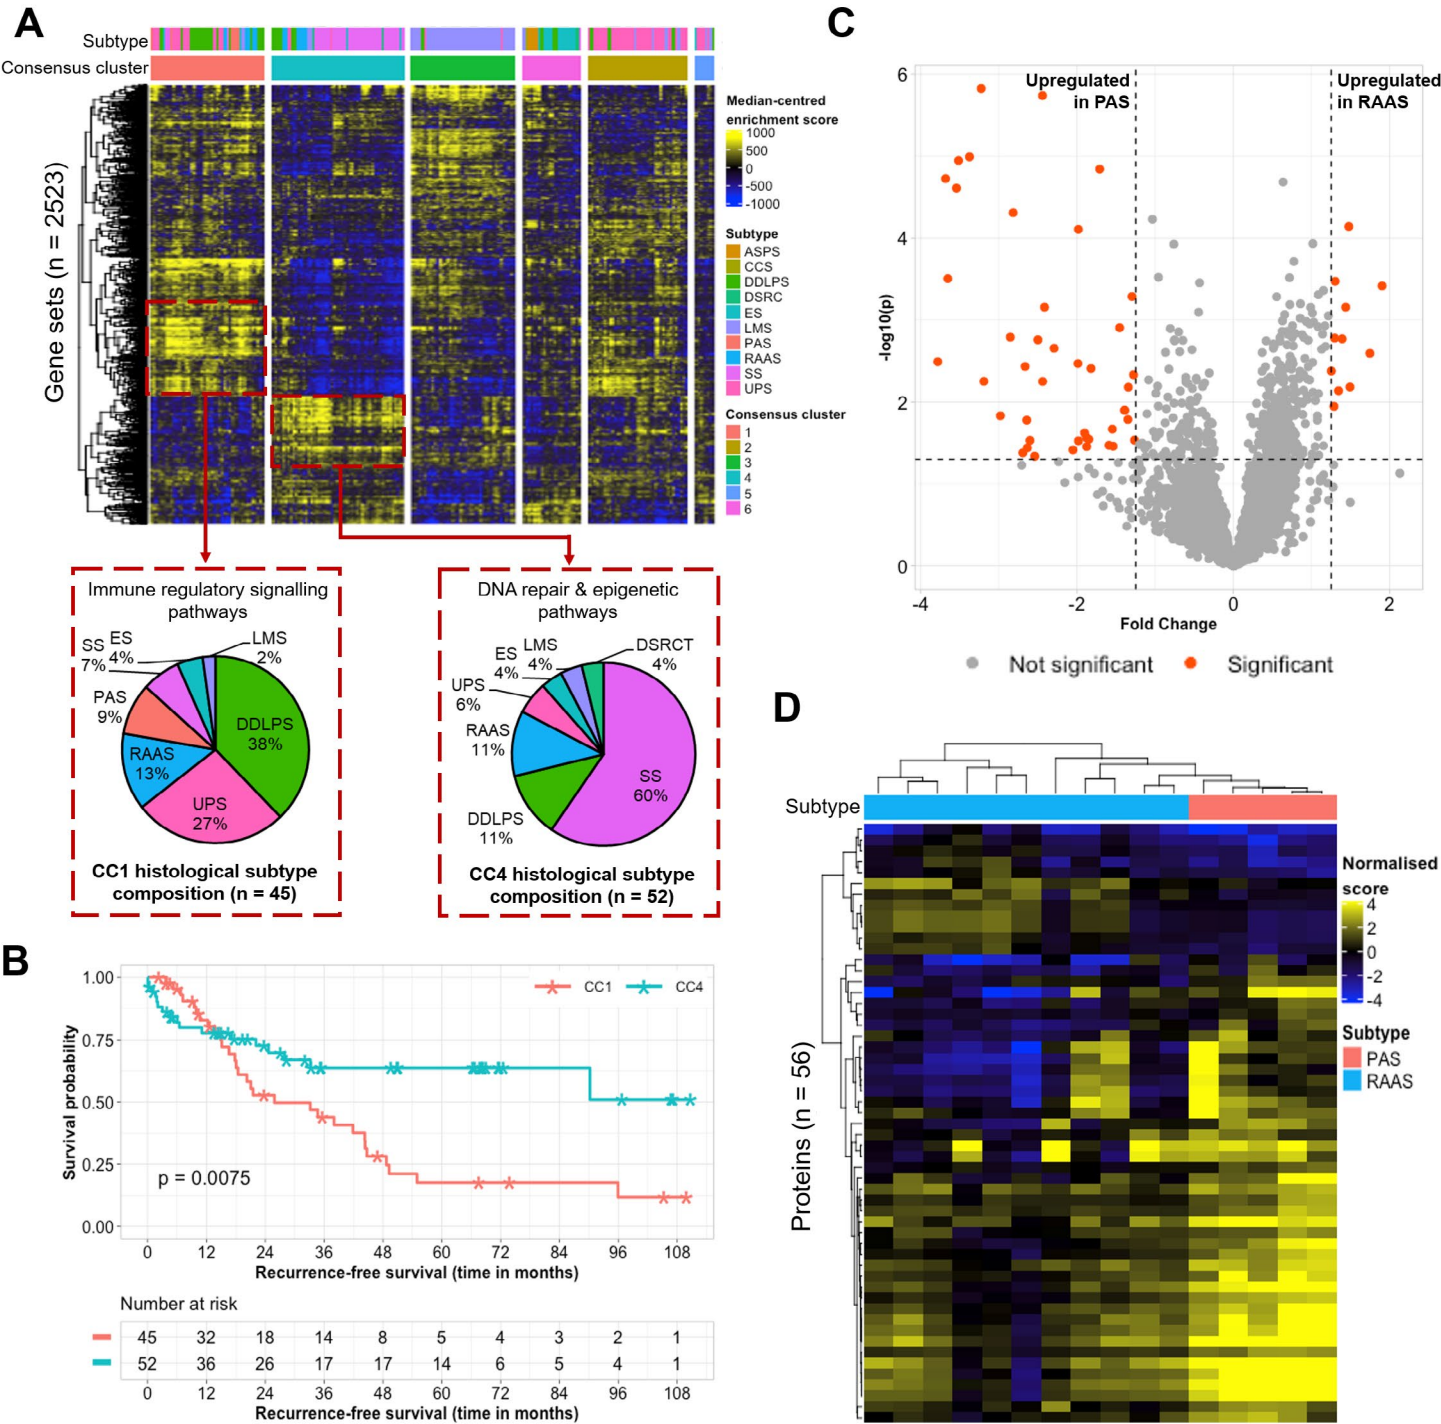 A
Subtype
Consensus cluster
Gene sets (n = 2523)
Median-centred
enrichment score
1000
500
0
-500
-1000
Subtype
ASPS
CCS
DDLPS
DSRC
ES
LMS
PAS
RAAS
SS
UPS
Consensus cluster
1
2
3
4
5
6
Immune regulatory signalling
pathways
SS
7%
ES
4%
LMS
2%
PAS
9%
DDLPS
38%
RAAS
13%
UPS
27%
CC1 histological subtype
composition (n = 45)
DNA repair & epigenetic
pathways
ES
4%
LMS
4%
DSRCT
4%
UPS
6%
RAAS
11%
SS
60%
DDLPS
11%
CC4 histological subtype
composition (n = 52)
B
Survival probability
1.00
0.75
0.50
0.25
0.00
CC1
CC4
p = 0.0075
0 12 24 36 48 60 72 84 96 108
Recurrence-free survival (time in months)
Number at risk
45 32 18 14 8 5 4 3 2 1
52 36 26 17 17 14 6 5 4 1
0 12 24 36 48 60 72 84 96 108
Recurrence-free survival (time in months)
C
Upregulated
in PAS
Upregulated
in RAAS
-log10(p)
6
4
2
0
-4 -2 0 2
Fold Change
Not significant
Significant
D
Subtype
Proteins (n = 56)
Normalised
score
4
2
0
-2
-4
Subtype
PAS
RAAS